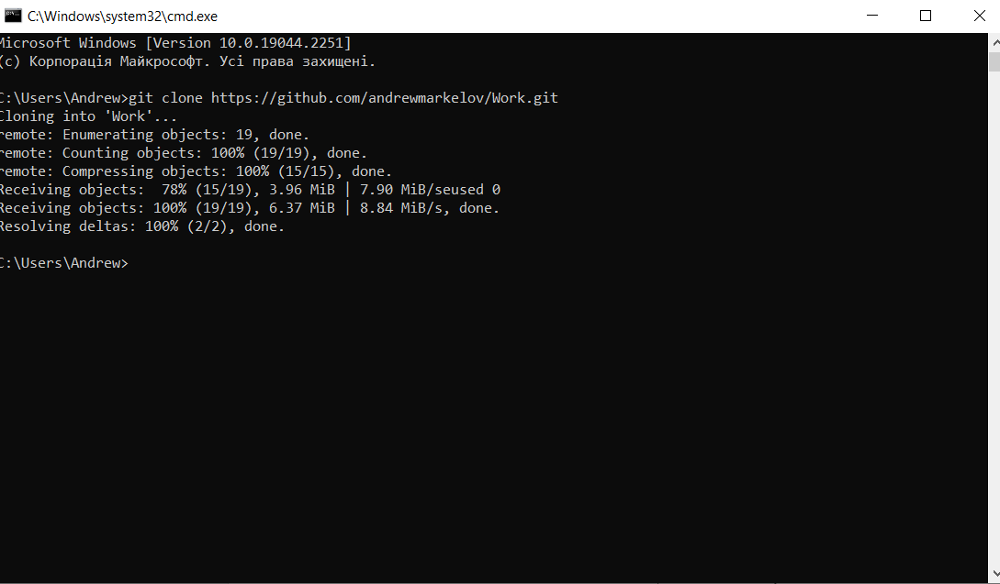 C:\Windows\system32\cmd.exe
Microsoft Windows [Version 10.0.19044.2251]
(c) Корпорація Майкрософт. Усі права захищені.
C:\Users\Andrew>git clone https://github.com/andrewmarkelov/Work.git
Cloning into 'Work'...
remote: Enumerating objects: 19, done.
remote: Counting objects: 100% (19/19), done.
remote: Compressing objects: 100% (15/15), done.
Receiving objects:  78% (15/19), 3.96 MiB | 7.90 MiB/seused 0
Receiving objects: 100% (19/19), 6.37 MiB | 8.84 MiB/s, done.
Resolving deltas: 100% (2/2), done.
C:\Users\Andrew>